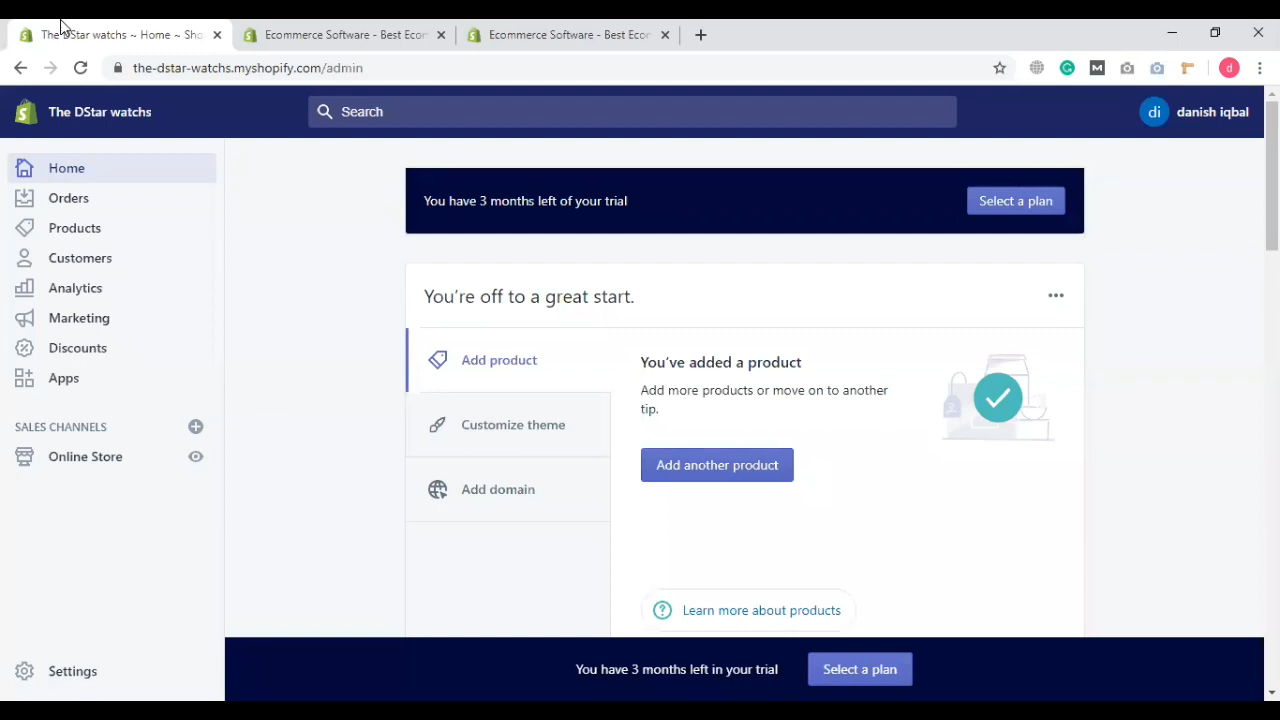 The DStar watchs ~ Home ~ Sho
Ecommerce Software - Best Ecor
Ecommerce Software - Best Ecor
the-dstar-watchs.myshopify.com/admin
M
d
The DStar watchs
Search
di
danish iqbal
Home
Orders
Products
Customers
Analytics
Marketing
Discounts
Apps
SALES CHANNELS
Online Store
Settings
You have 3 months left of your trial
Select a plan
You're off to a great start.
Add product
Customize theme
Add domain
You've added a product
Add more products or move on to another
tip.
Add another product
Learn more about products
You have 3 months left in your trial
Select a plan